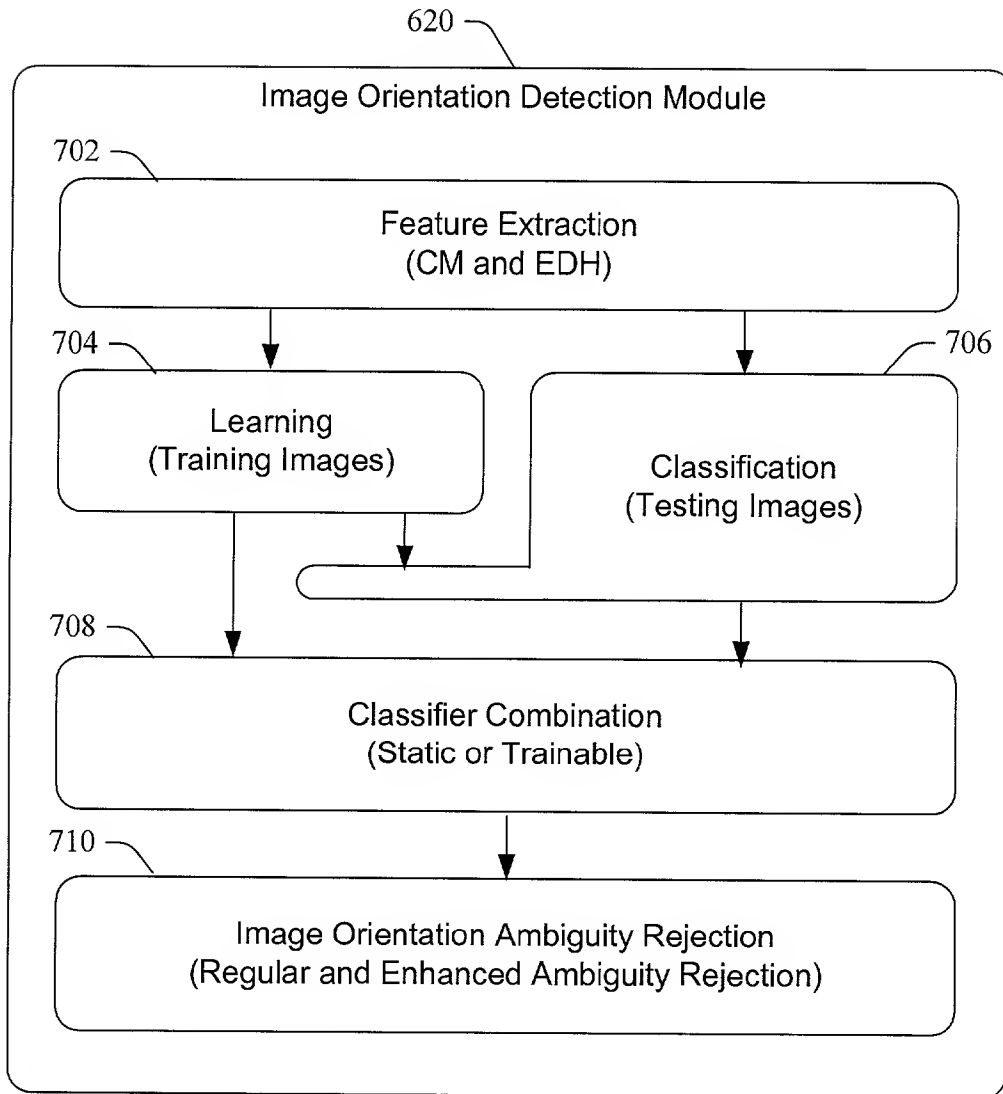 620
Image Orientation Detection Module
702
Feature Extraction
(CM and EDH)
704
706
Learning
(Training Images)
Classification
(Testing Images)
708
Classifier Combination
(Static or Trainable)
710
Image Orientation Ambiguity Rejection
(Regular and Enhanced Ambiguity Rejection)